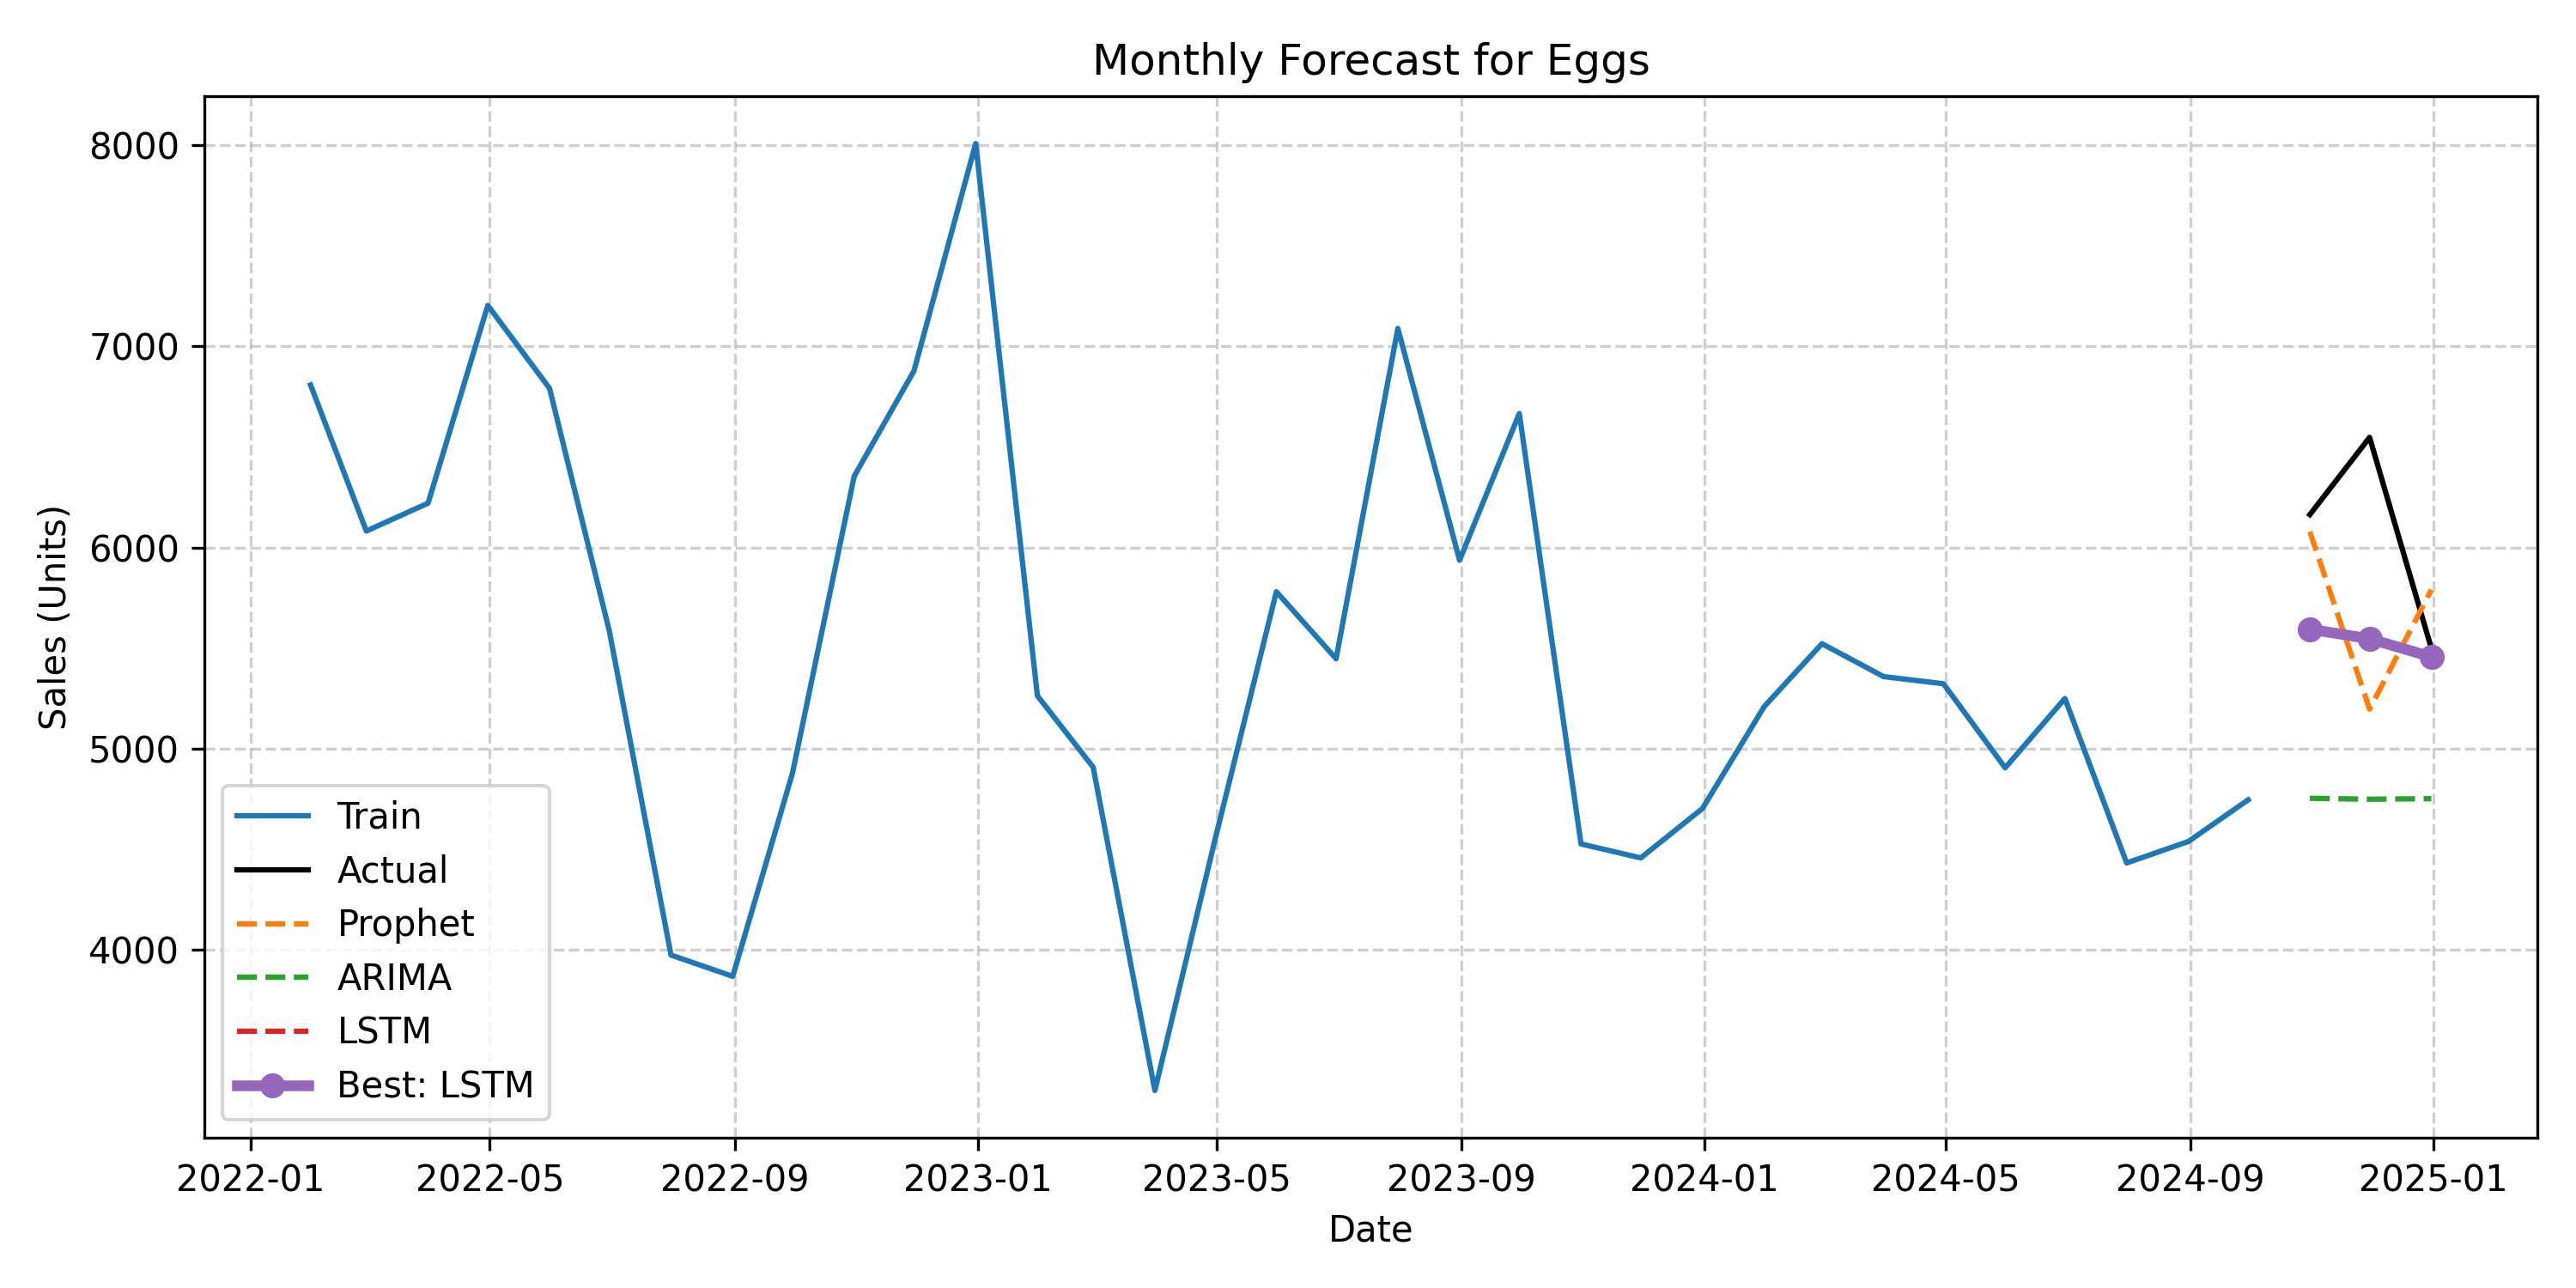 Monthly Forecast for Eggs
Sales (Units)
8000
7000
6000
5000
4000
Train
Actual
Prophet
ARIMA
LSTM
Best: LSTM
2022-01 2022-05 2022-09 2023-01 2023-05 2023-09 2024-01 2024-05 2024-09 2025-01
Date